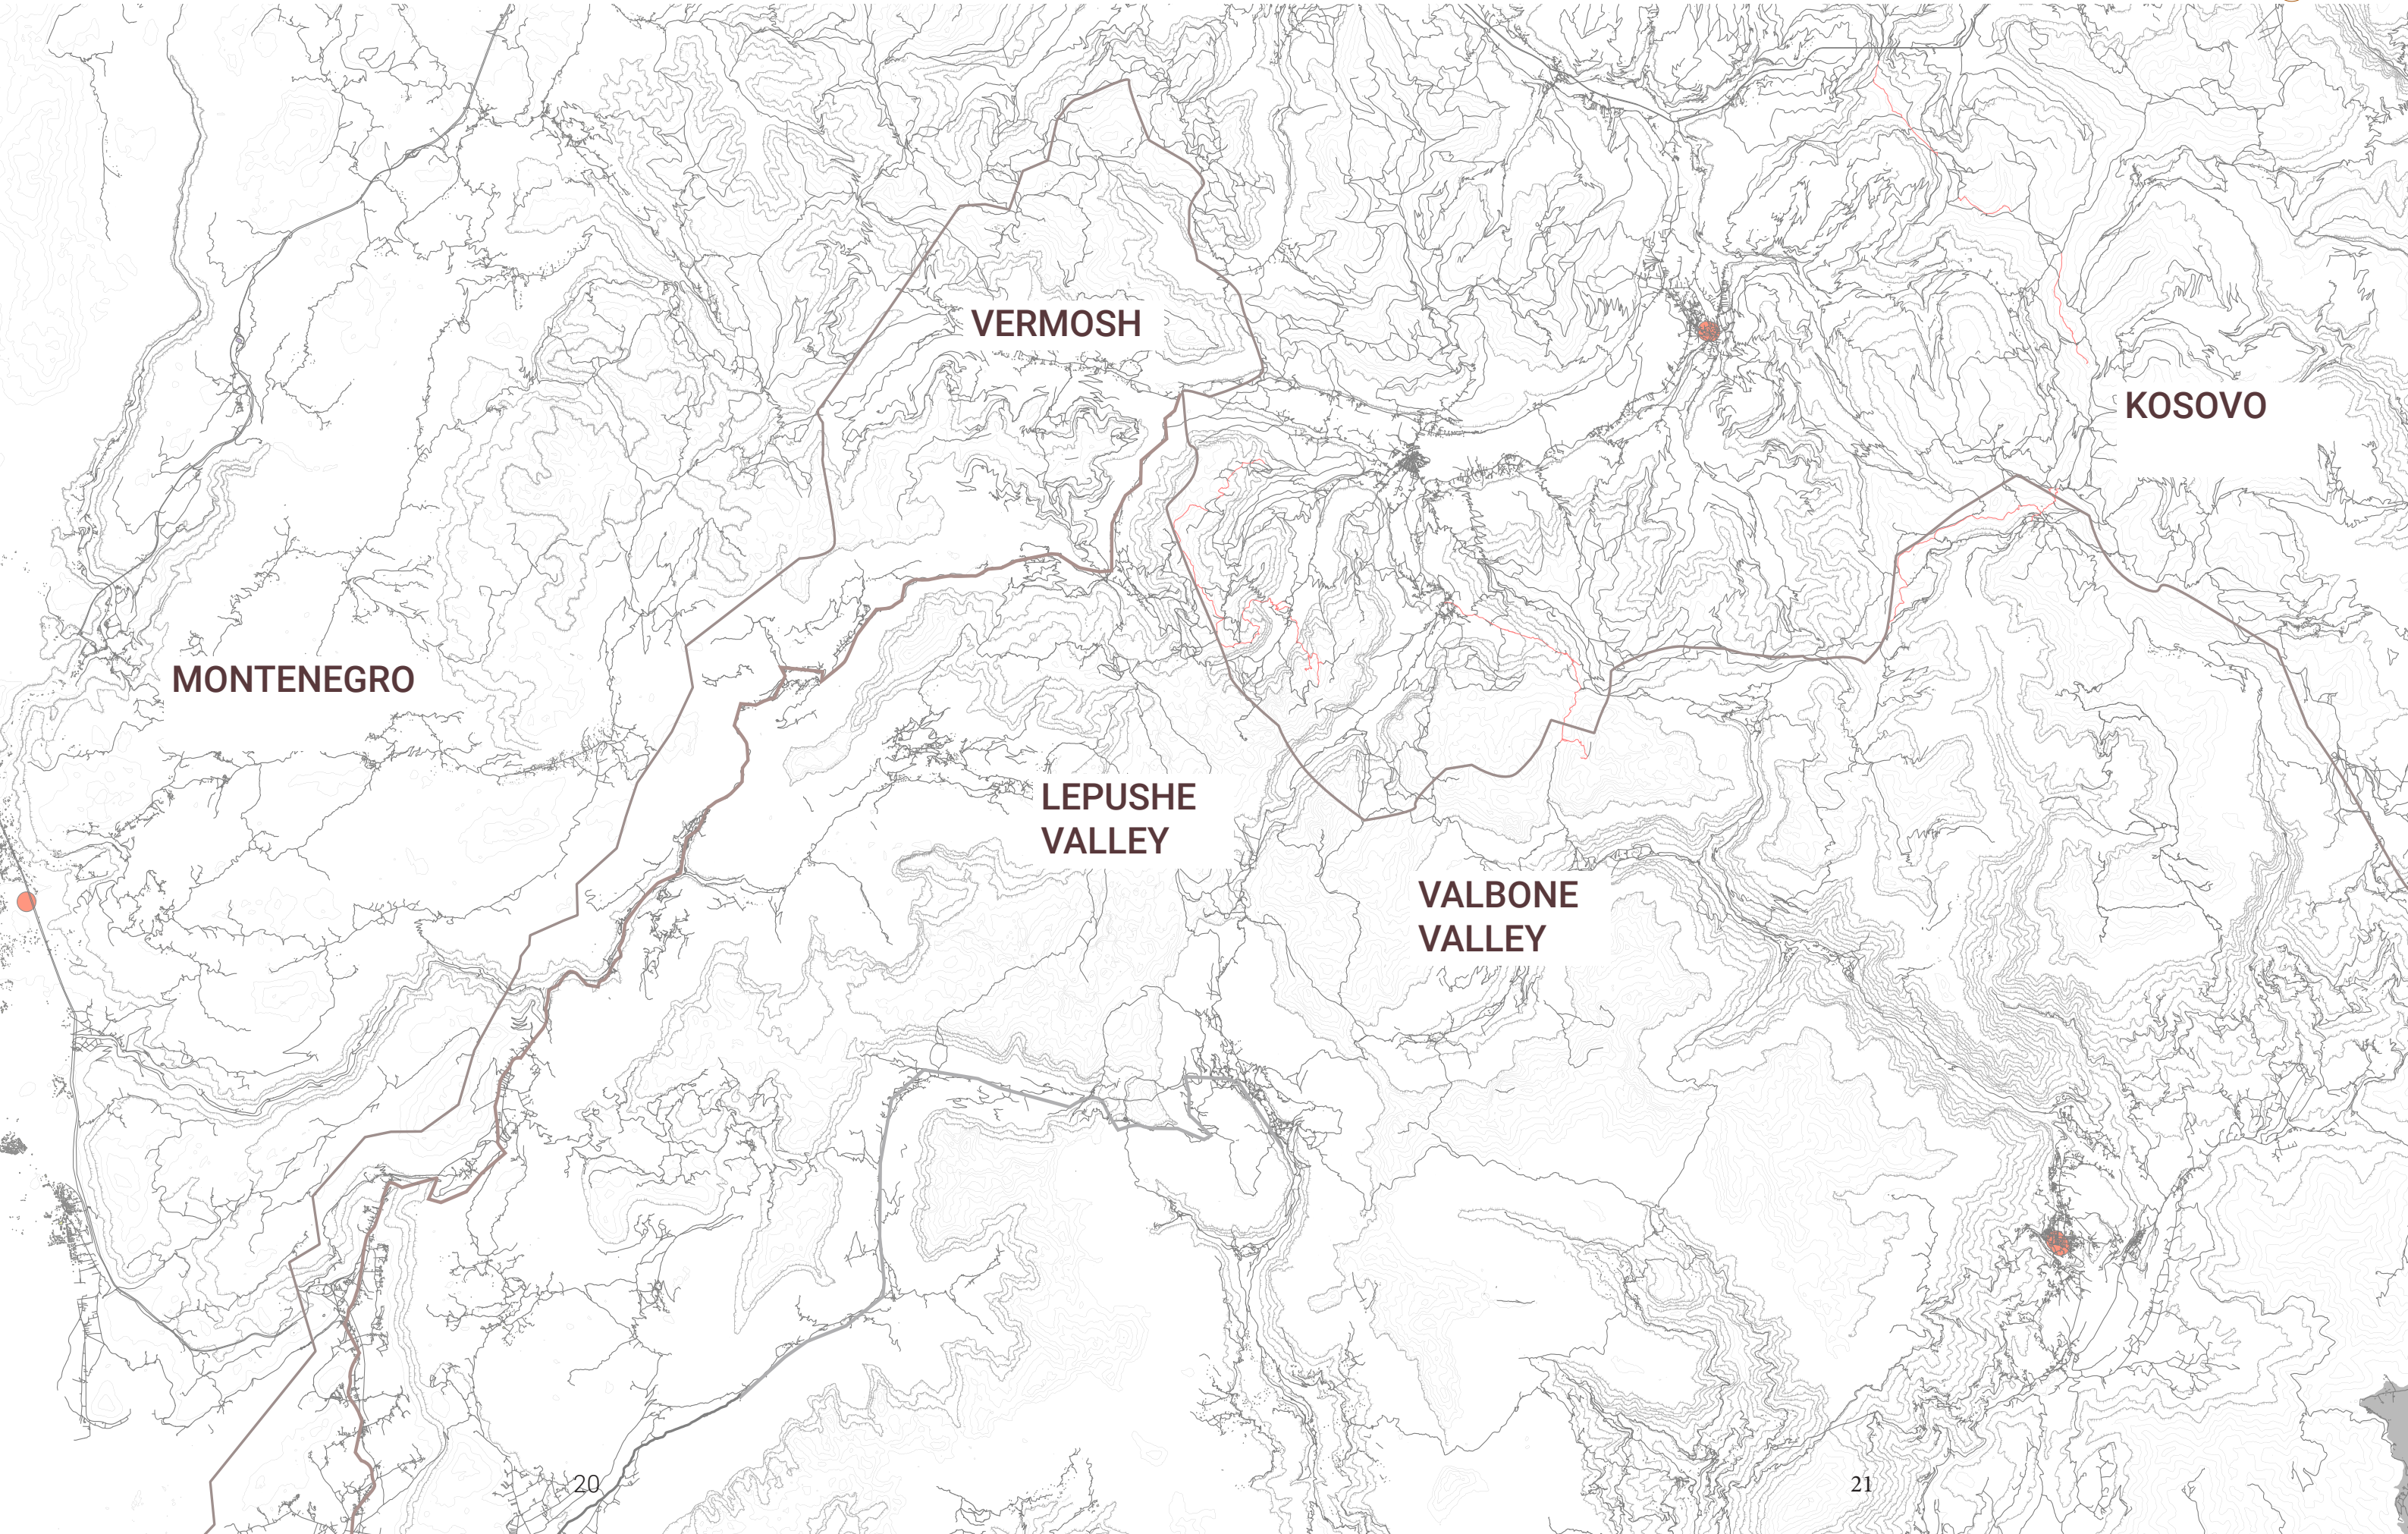 VERMOSH
KOSOVO
MONTENEGRO
LEPUSHE
VALLEY
VALBONE
VALLEY
20
21